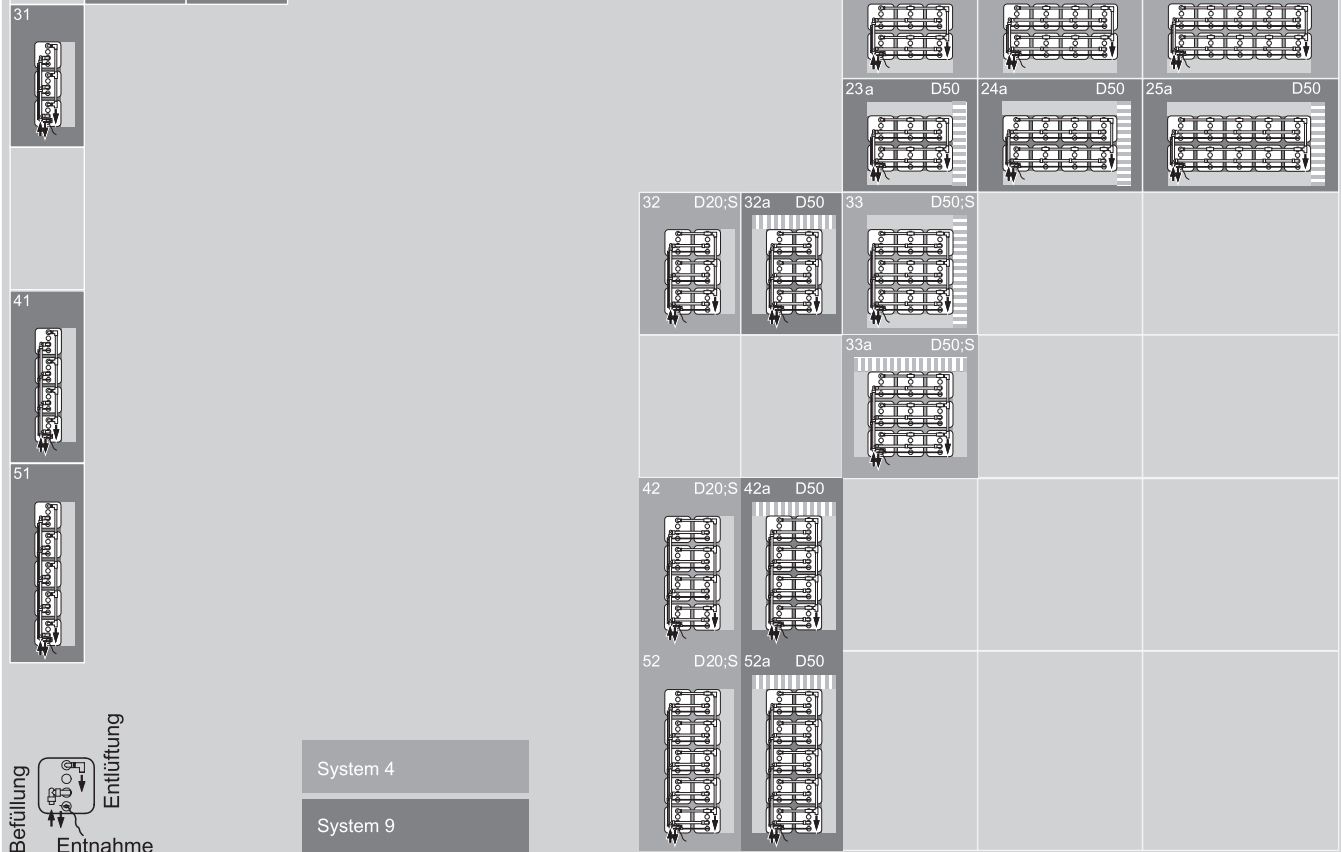 31
23a D50 24a D50 25a D50
32 D20;S 32a D50 33 D50;S
41
33a D50;S
51
42 D20;S 42a D50
52 D20;S 52a D50
Befüllung
Entlüftung
Entnahme
System 4
System 9